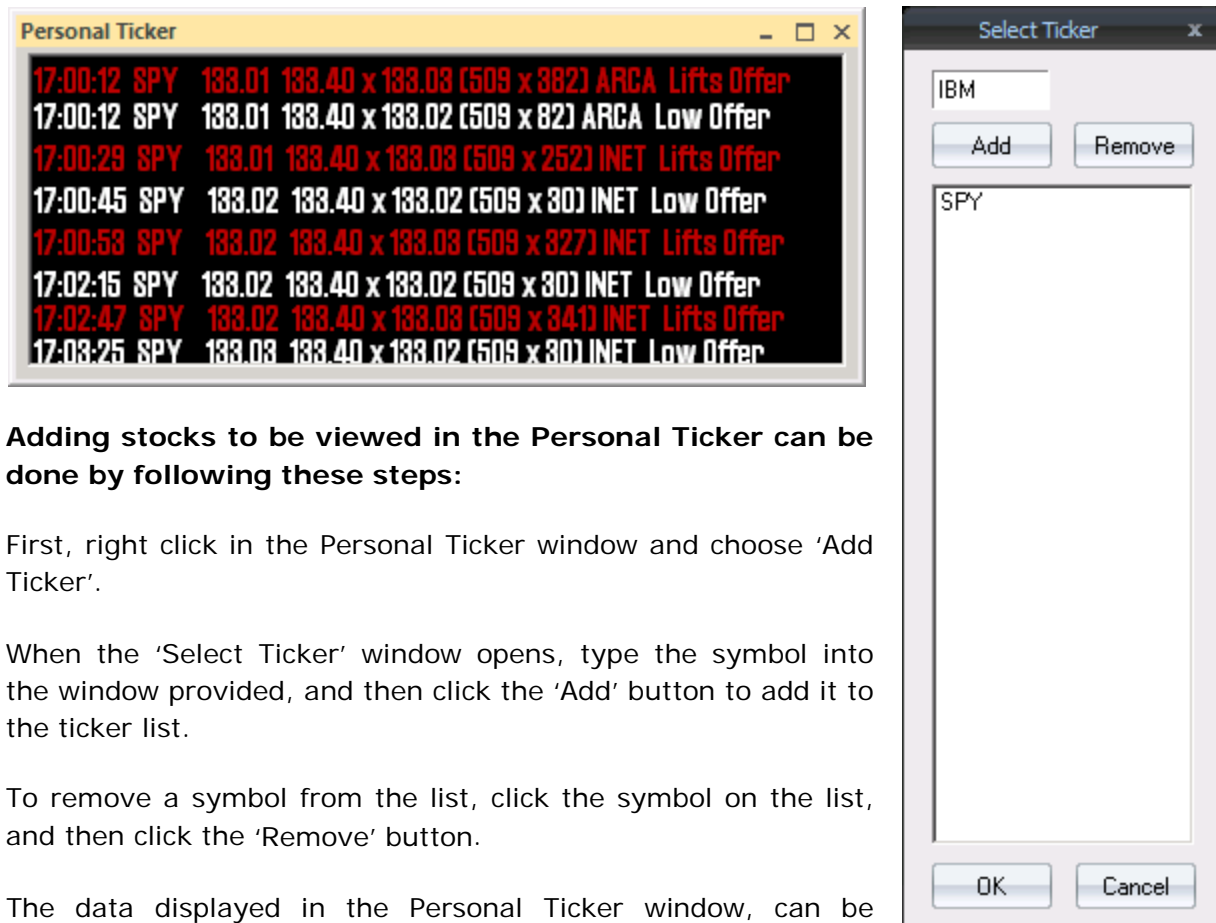 Personal Ticker
17:00:12 SPY 133.01 133.40 x 133.03 (509 x 382) ARCA Lifts Offer
17:00:12 SPY 133.01 133.40 x 133.02 (509 x 82) ARCA Low Offer
17:00:29 SPY 133.01 133.40 x 133.03 (509 x 252) INET Lifts Offer
17:00:45 SPY 133.02 133.40 x 133.02 (509 x 30) INET Low Offer
17:00:53 SPY 133.02 133.40 x 133.03 (509 x 327) INET Lifts Offer
17:02:15 SPY 133.02 133.40 x 133.02 (509 x 30) INET Low Offer
17:02:47 SPY 133.02 133.40 x 133.03 (509 x 341) INET Lifts Offer
17:03:25 SPY 133.03 133.40 x 133.02 (509 x 30) INET Low Offer
Adding stocks to be viewed in the Personal Ticker can be
done by following these steps:
First, right click in the Personal Ticker window and choose ‘Add
Ticker’.
When the ‘Select Ticker’ window opens, type the symbol into
the window provided, and then click the ‘Add’ button to add it to
the ticker list.
To remove a symbol from the list, click the symbol on the list,
and then click the ‘Remove’ button.
The data displayed in the Personal Ticker window, can be
Select Ticker x
IBM
Add Remove
SPY
OK Cancel